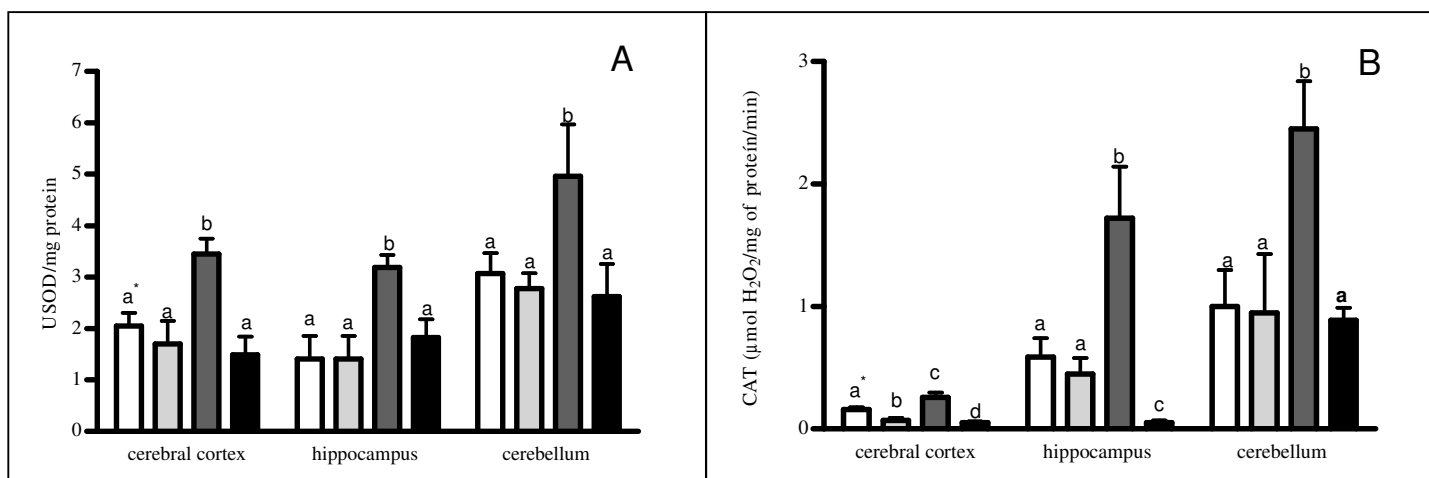 A
7
6
5
4
3
2
1
0
USOD/mg protein
a* a b a
a a b a
a a b a
cerebral cortex hippocampus cerebellum
B
3
2
1
0
CAT (µmol H₂O₂/mg of proteín/min)
a* b c d
a a b c
a a b a
cerebral cortex hippocampus cerebellum